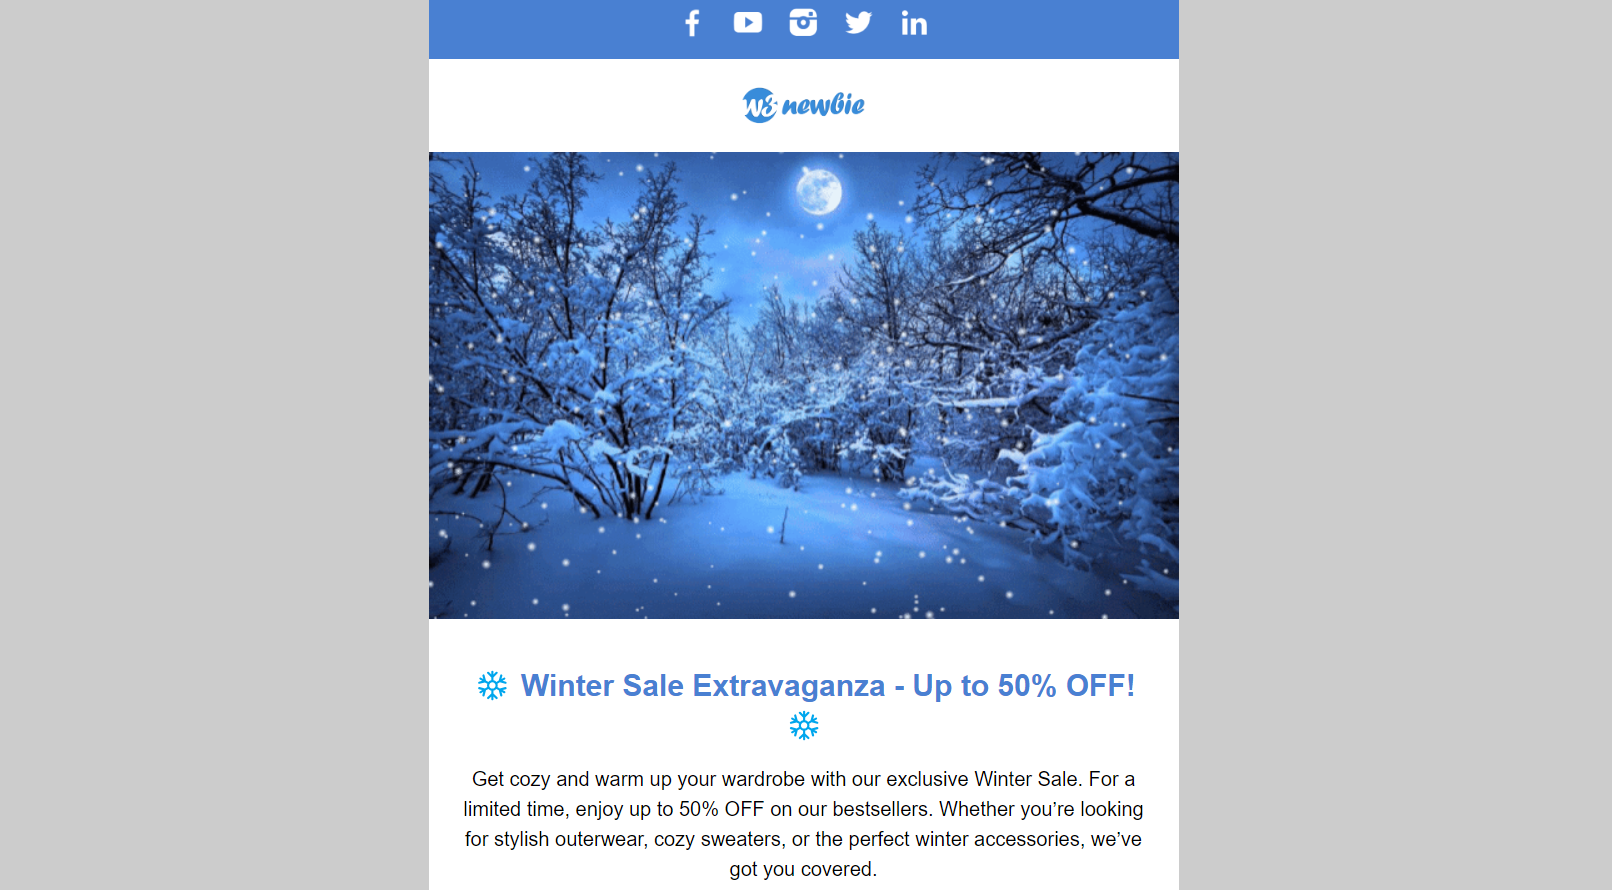 W3 newbie
Winter Sale Extravaganza - Up to 50% OFF!
Get cozy and warm up your wardrobe with our exclusive Winter Sale. For a
limited time, enjoy up to 50% OFF on our bestsellers. Whether you’re looking
for stylish outerwear, cozy sweaters, or the perfect winter accessories, we’ve
got you covered.